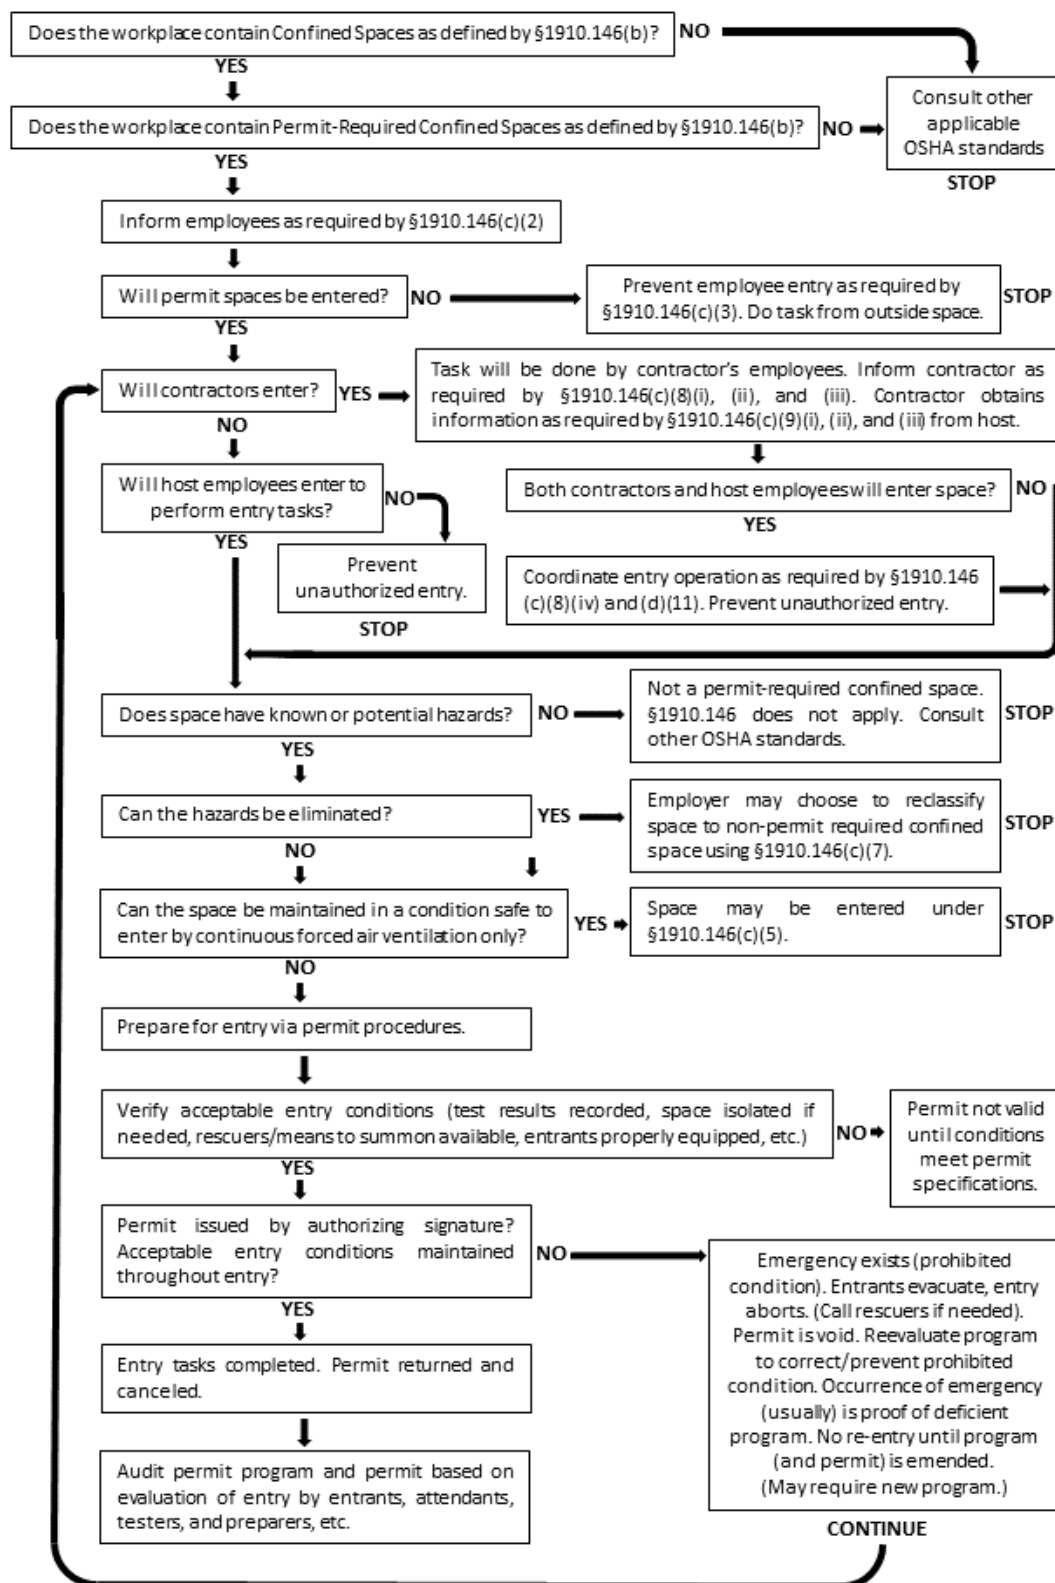 Does the workplace contain Confined Spaces as defined by §1910.146(b)?
NO
YES
Consult other
applicable
OSHA standards
STOP
Does the workplace contain Permit-Required Confined Spaces as defined by §1910.146(b)?
NO
YES
Inform employees as required by §1910.146(c)(2)
Will permit spaces be entered?
NO
Prevent employee entry as required by
§1910.146(c)(3). Do task from outside space.
STOP
YES
Will contractors enter?
YES
Task will be done by contractor's employees. Inform contractor as
required by §1910.146(c)(8)(i), (ii), and (iii). Contractor obtains
information as required by §1910.146(c)(9)(i), (ii), and (iii) from host.
NO
Will host employees enter to
perform entry tasks?
NO
Both contractors and host employees will enter space?
NO
YES
YES
Prevent
unauthorized entry.
STOP
Coordinate entry operation as required by §1910.146
(c)(8)(iv) and (d)(11). Prevent unauthorized entry.
Does space have known or potential hazards?
NO
Not a permit-required confined space.
§1910.146 does not apply. Consult
other OSHA standards.
STOP
YES
Can the hazards be eliminated?
YES
Employer may choose to reclassify
space to non-permit required confined
space using §1910.146(c)(7).
STOP
NO
Can the space be maintained in a condition safe to
enter by continuous forced air ventilation only?
YES
Space may be entered under
§1910.146(c)(5).
STOP
NO
Prepare for entry via permit procedures.
Verify acceptable entry conditions (test results recorded, space isolated if
needed, rescuers/means to summon available, entrants properly equipped, etc.)
NO
Permit not valid
until conditions
meet permit
specifications.
YES
Permit issued by authorizing signature?
Acceptable entry conditions maintained
throughout entry?
NO
Emergency exists (prohibited
condition). Entrants evacuate, entry
aborts. (Call rescuers if needed).
Permit is void. Reevaluate program
to correct/prevent prohibited
condition. Occurrence of emergency
(usually) is proof of deficient
program. No re-entry until program
(and permit) is emended.
(May require new program.)
CONTINUE
YES
Entry tasks completed. Permit returned and
canceled.
Audit permit program and permit based on
evaluation of entry by entrants, attendants,
testers, and preparers, etc.